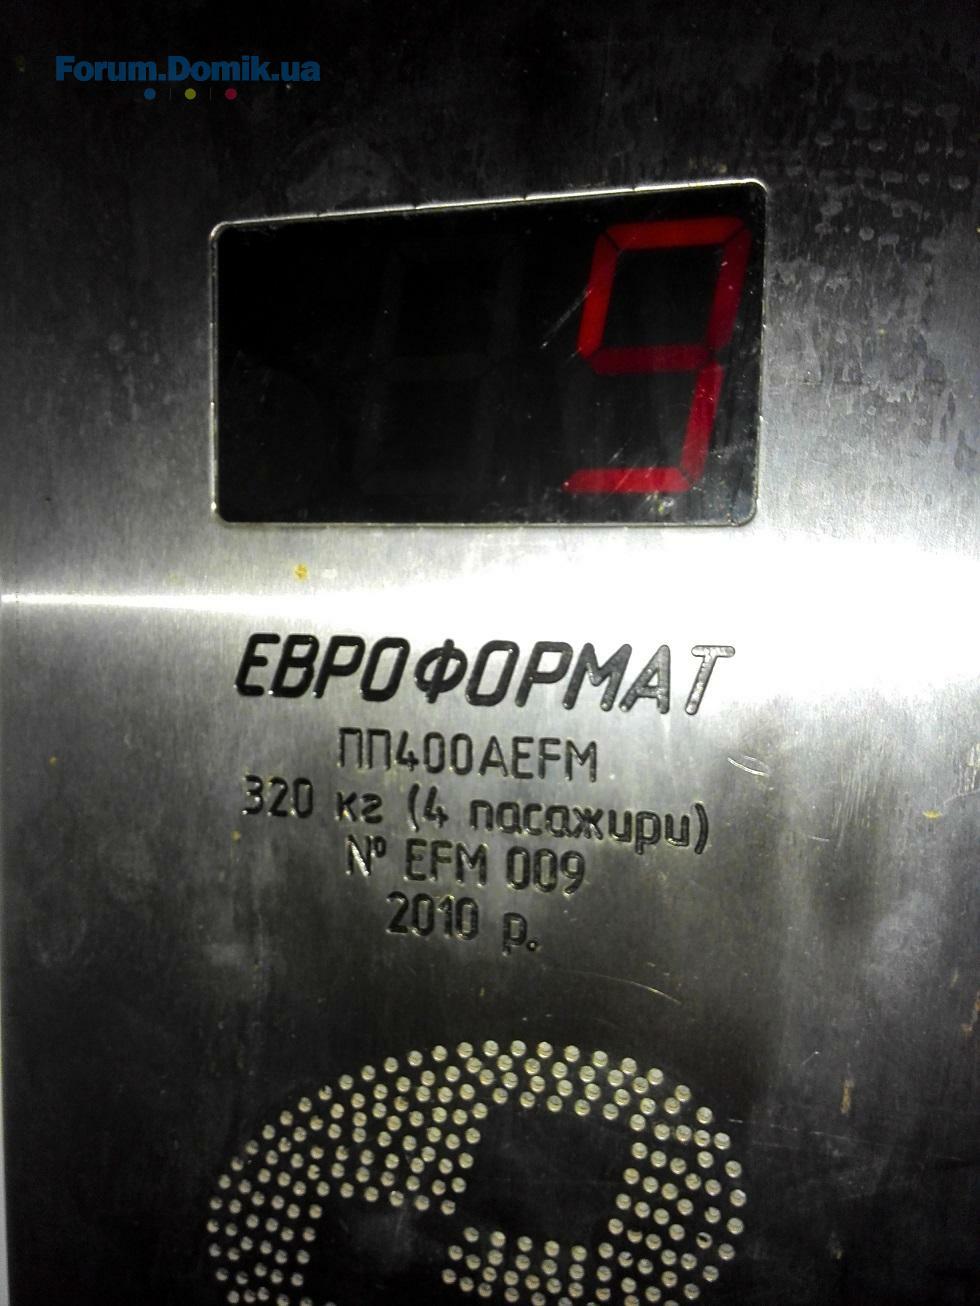 Forum.Domik.ua
9
ЕВРОФОРМАТ
ПП400AEFM
320 кг (4 пасажири)
№ EFM 009
2010 р.